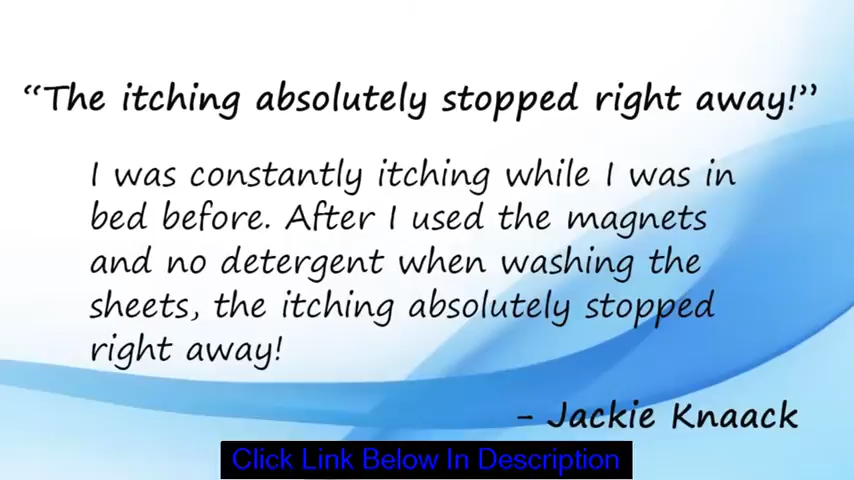 “The itching absolutely stopped right away!”
I was constantly itching while I was in
bed before. After I used the magnets
and no detergent when washing the
sheets, the itching absolutely stopped
right away!
- Jackie Knaack
Click Link Below In Description